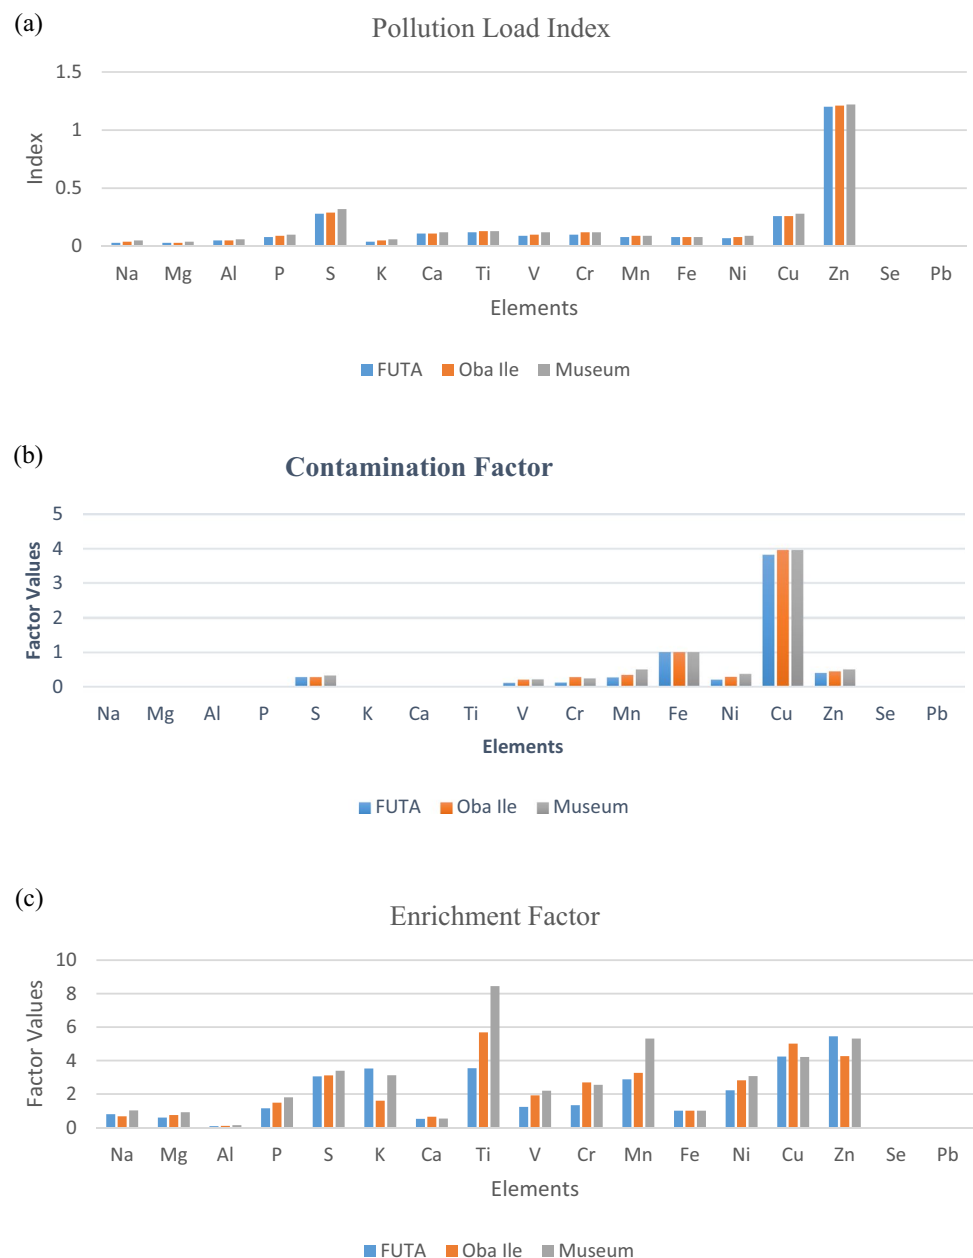 (a)
Pollution Load Index
1.5
1
0.5
0
Index
Na Mg Al P S K Ca Ti V Cr Mn Fe Ni Cu Zn Se Pb
Elements
FUTA Oba Ile Museum
(b)
Contamination Factor
5
4
3
2
1
0
Factor Values
Na Mg Al P S K Ca Ti V Cr Mn Fe Ni Cu Zn Se Pb
Elements
FUTA Oba Ile Museum
(c)
Enrichment Factor
10
8
6
4
2
0
Factor Values
Na Mg Al P S K Ca Ti V Cr Mn Fe Ni Cu Zn Se Pb
Elements
FUTA Oba Ile Museum